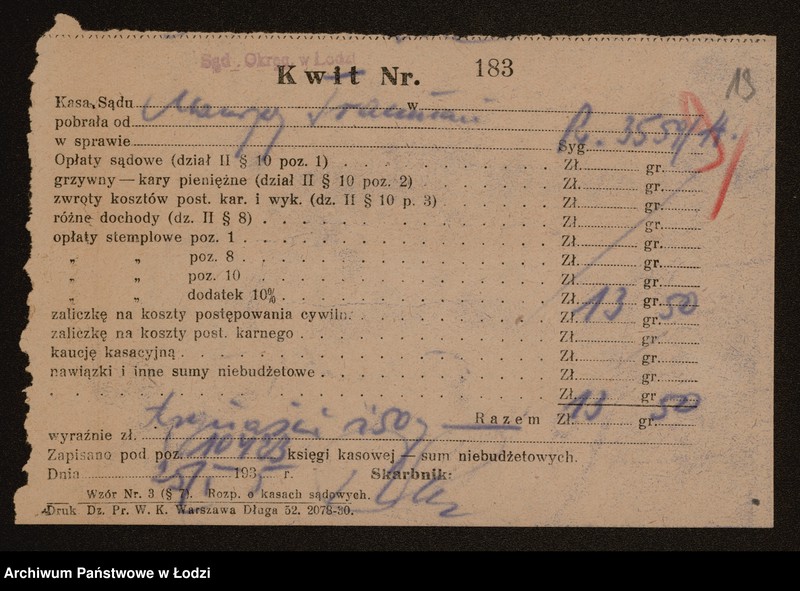 Sąd Okręg. w Łodzi
Kwit Nr. 183
19
Kasa Sądu w
pobrała od
w sprawie Syg.
Opłaty sądowe (dział II § 10 poz. 1) Zł. gr.
grzywny — kary pieniężne (dział II § 10 poz. 2) Zł. gr.
zwroty kosztów post. kar. i wyk. (dz. II § 10 p. 3) Zł. gr.
różne dochody (dz. II § 8) Zł. gr.
opłaty stemplowe poz. 1 Zł. gr.
„ „ poz. 8 Zł. gr.
„ „ poz. 10 Zł. gr.
„ „ dodatek 10% Zł. gr.
zaliczkę na koszty postępowania cywiln. Zł. 13 gr. 50
zaliczkę na koszty post. karnego Zł. gr.
kaucję kasacyjną Zł. gr.
nawiązki i inne sumy niebudżetowe Zł. gr.
Razem Zł. 13 gr. 50
wyraźnie zł. trzynaście i 50 g
Zapisano pod poz. 10483 księgi kasowej — sum niebudżetowych.
Dnia 193 r. Skarbnik:
Wzór Nr. 3 (§ 7). Rozp. o kasach sądowych.
Druk Dz. Pr. W. K. Warszawa Długa 52. 2078-30.
Archiwum Państwowe w Łodzi